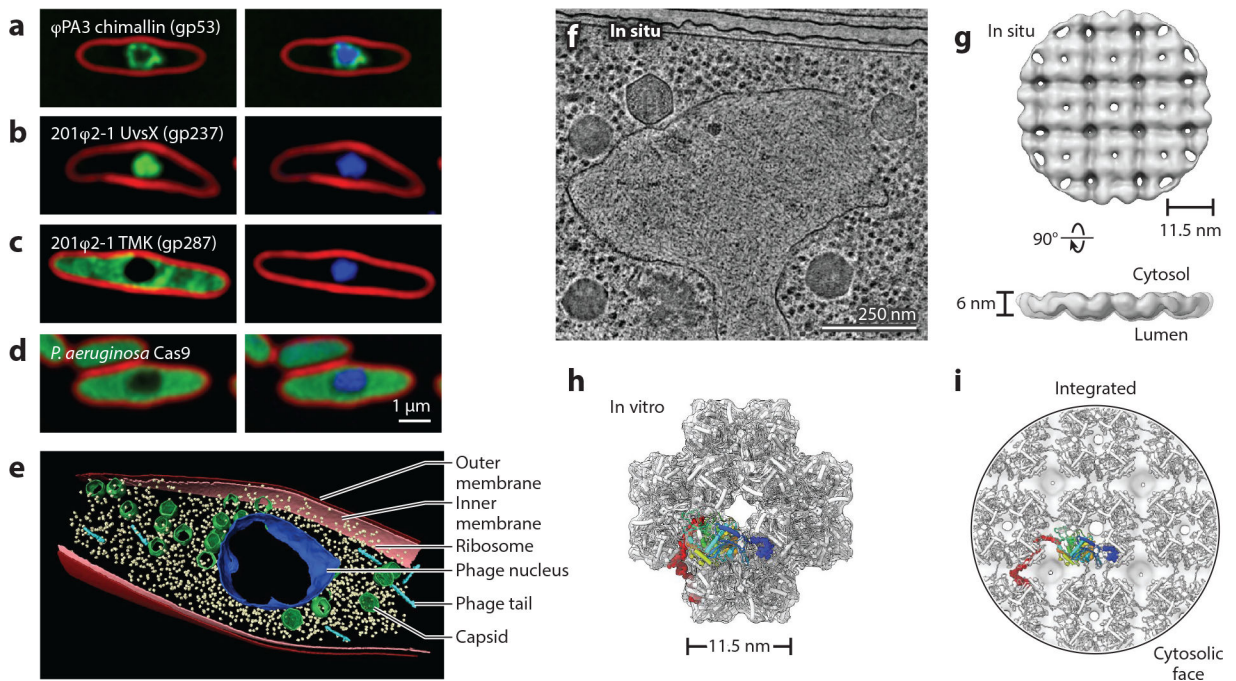 a
φPA3 chimallin (gp53)
b
201φ2-1 UvsX (gp237)
c
201φ2-1 TMK (gp287)
d
P. aeruginosa Cas9
1 μm
e
Outer
membrane
Inner
membrane
Ribosome
Phage nucleus
Phage tail
Capsid
f
In situ
250 nm
g
In situ
11.5 nm
90°
Cytosol
6 nm
Lumen
h
In vitro
11.5 nm
i
Integrated
Cytosolic
face